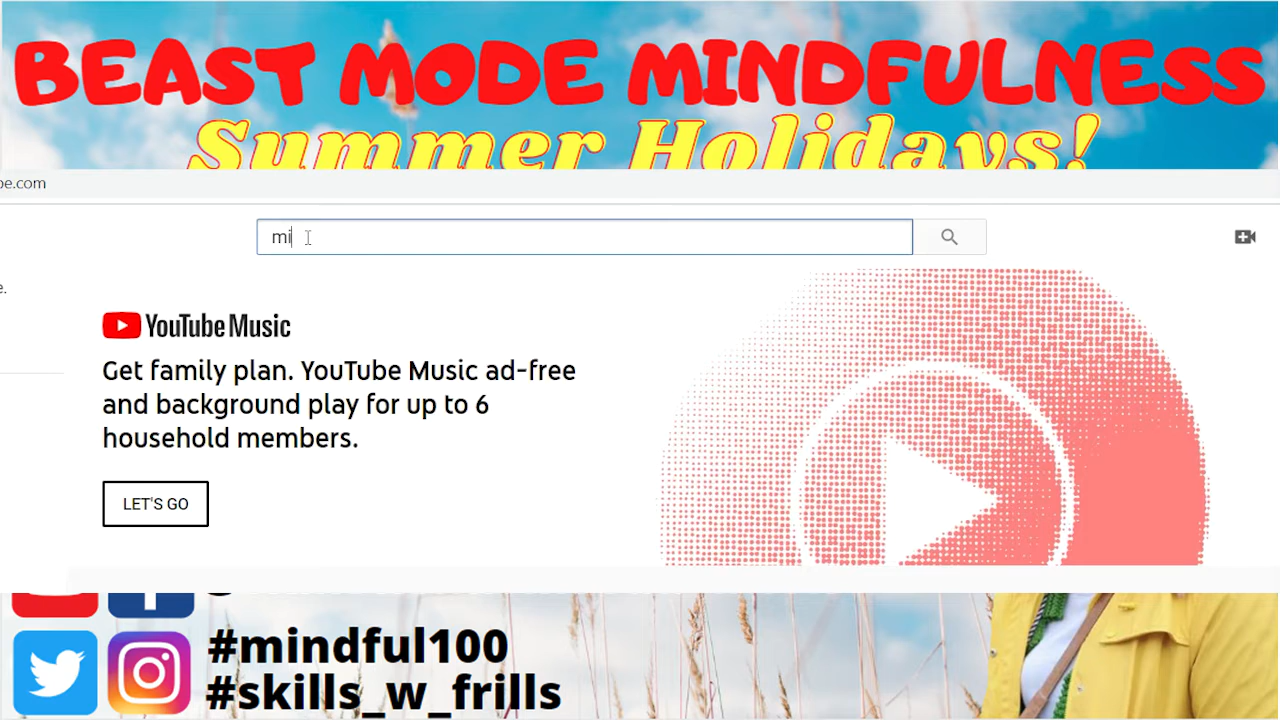 BEAST MODE MINDFULNESS
Summer Holidays!
be.com
mi
e.
YouTube Music
Get family plan. YouTube Music ad-free
and background play for up to 6
household members.
LET'S GO
#mindful100
#skills_w_frills